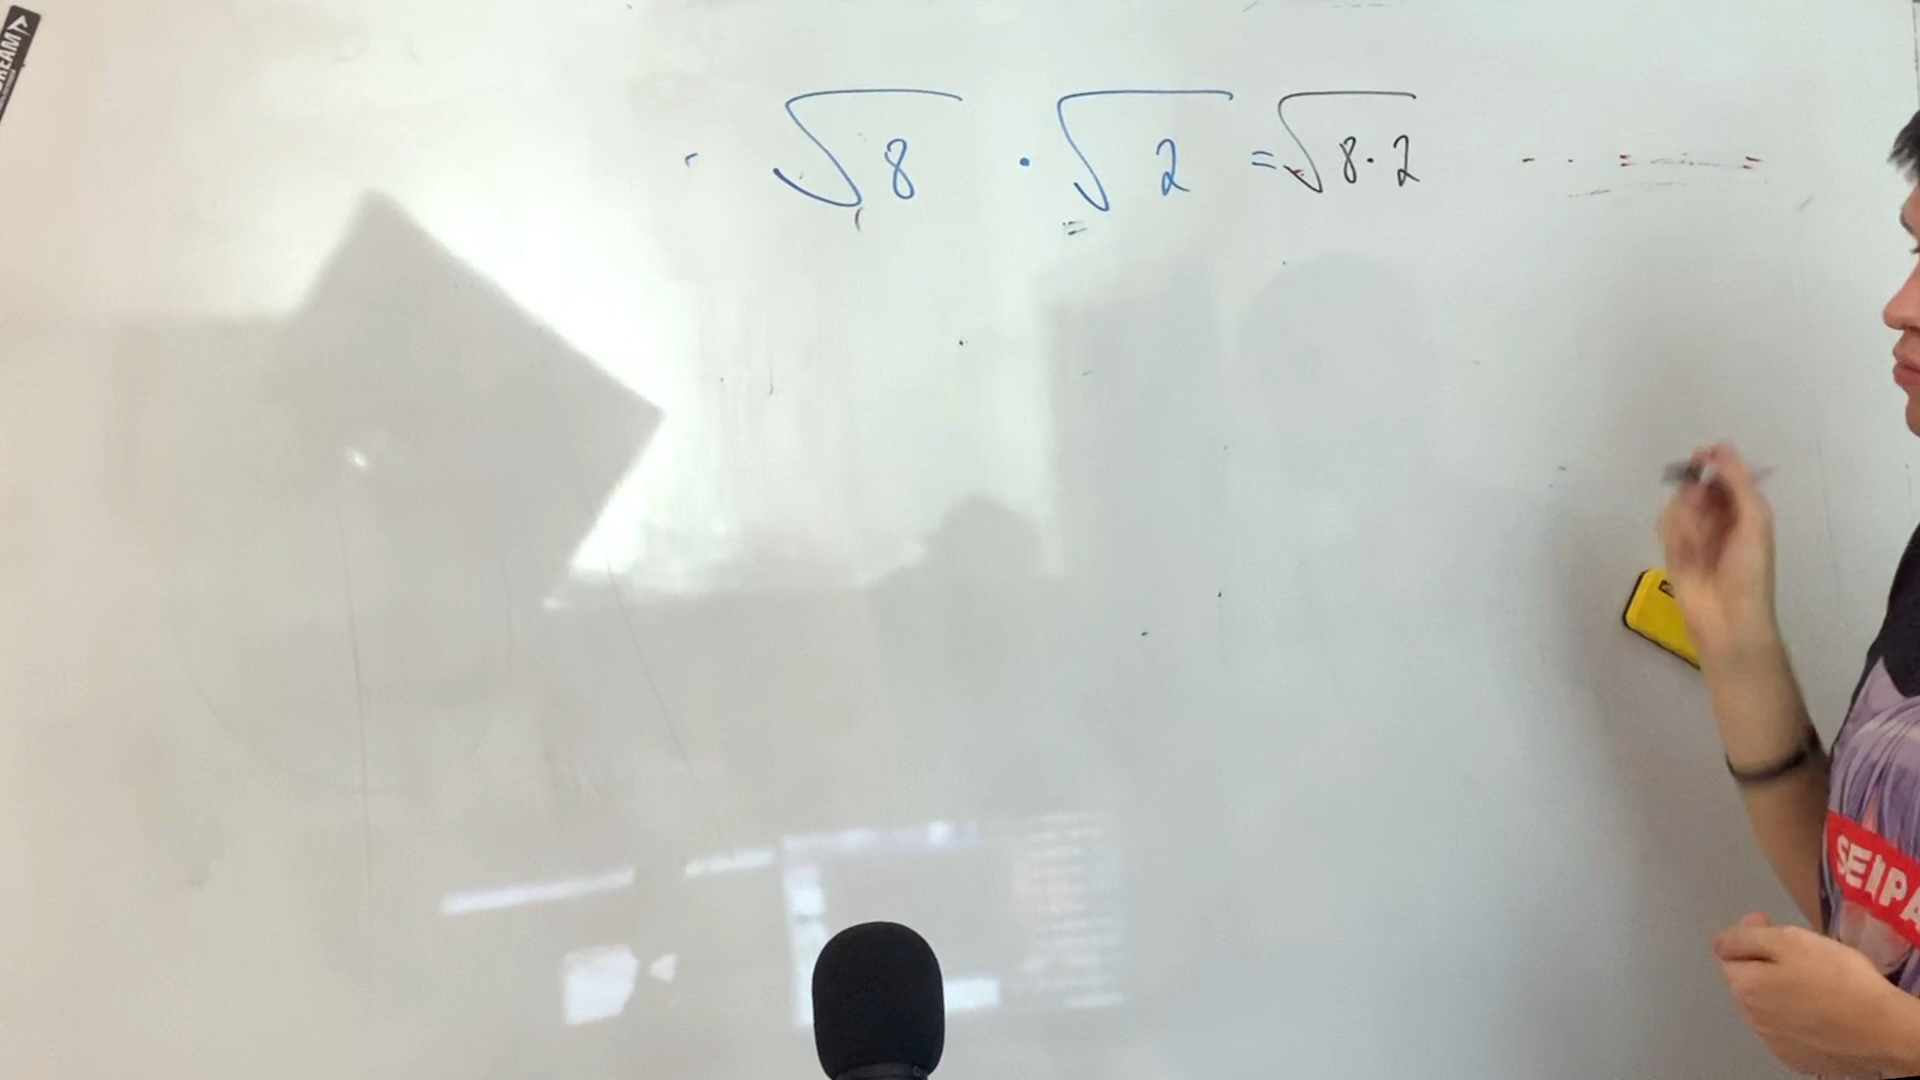 √8 · √2 = √8·2